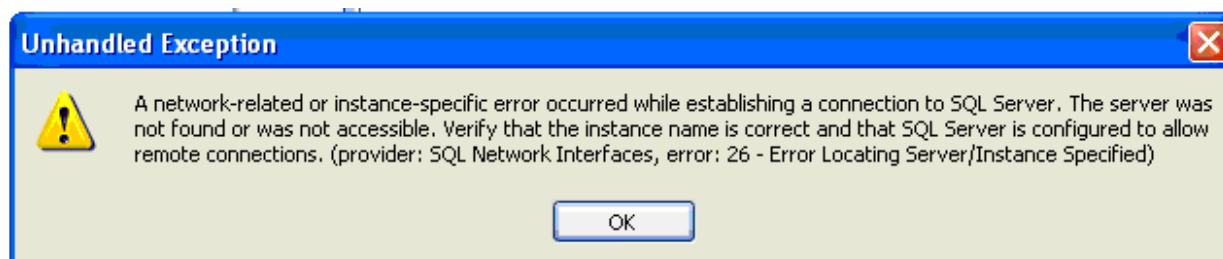 Unhandled Exception
A network-related or instance-specific error occurred while establishing a connection to SQL Server. The server was
not found or was not accessible. Verify that the instance name is correct and that SQL Server is configured to allow
remote connections. (provider: SQL Network Interfaces, error: 26 - Error Locating Server/Instance Specified)
OK